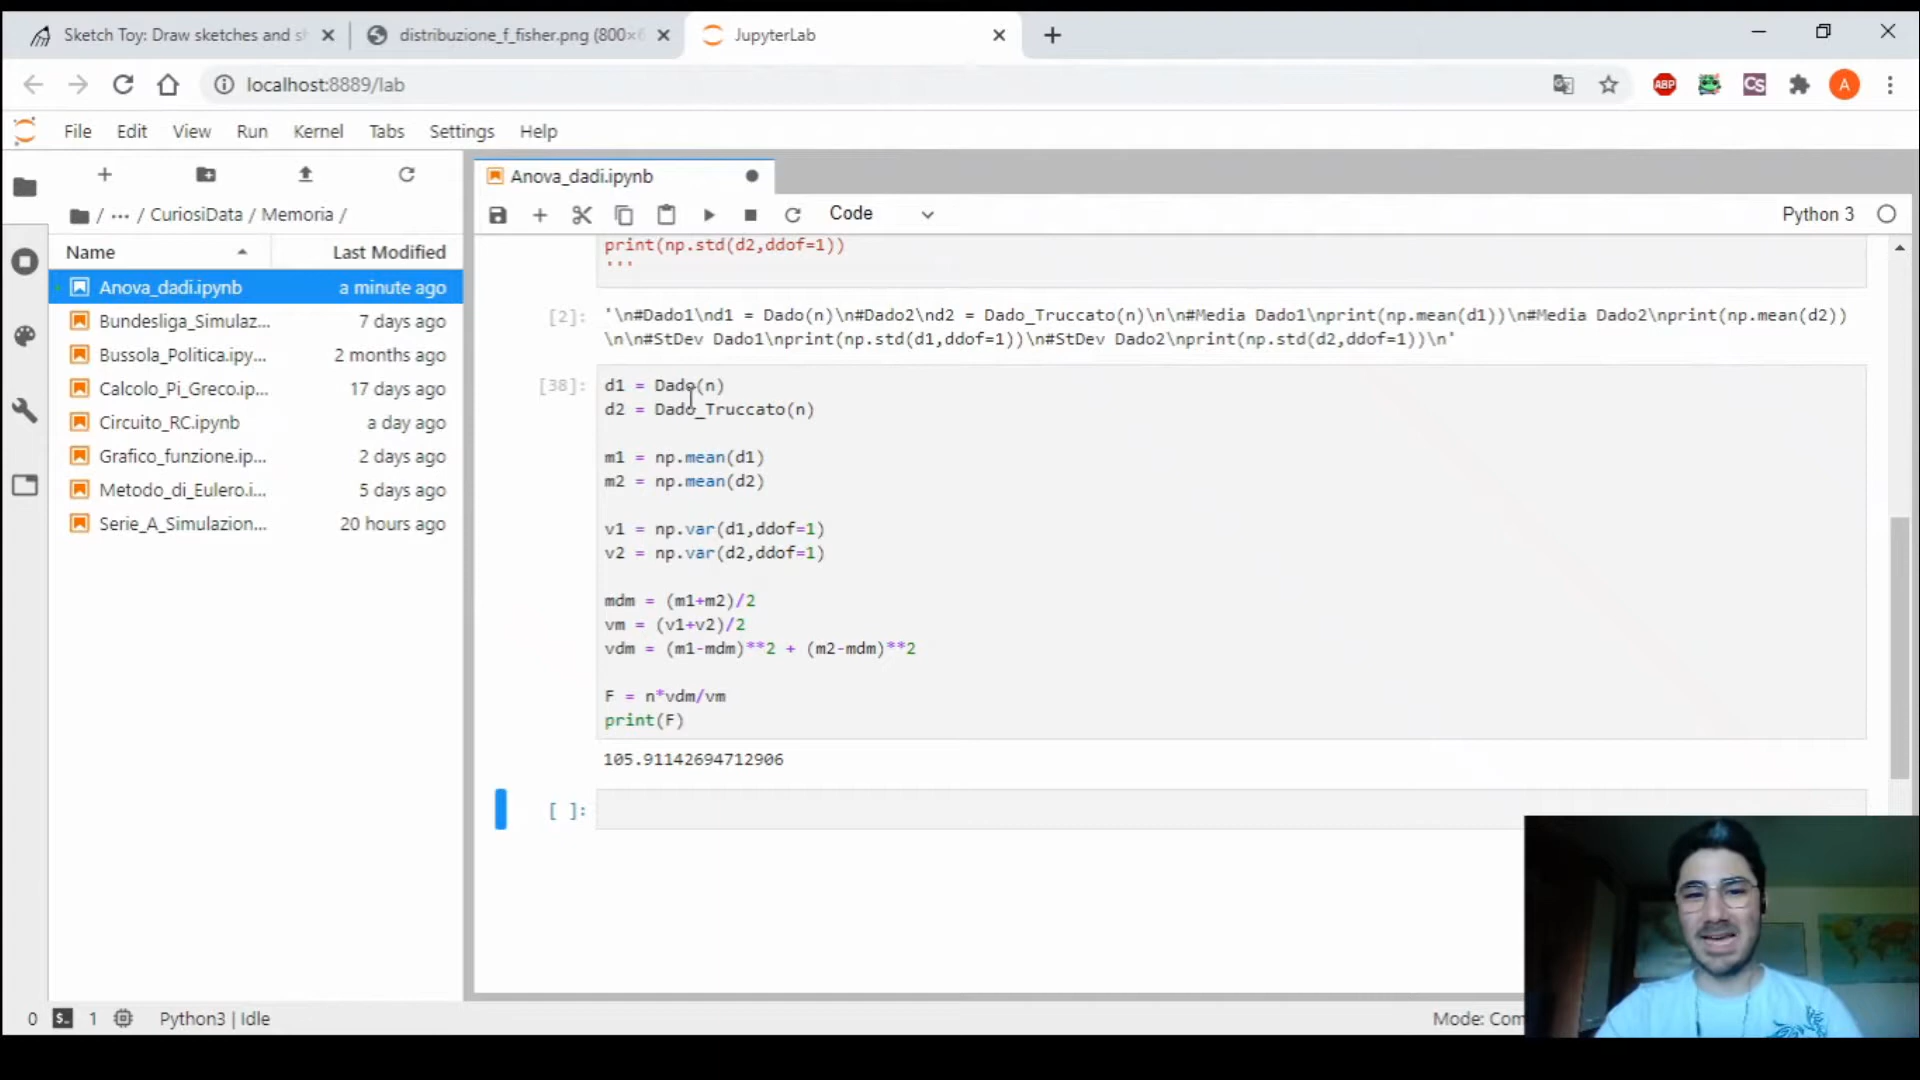 Sketch Toy: Draw sketches and sh
distribuzione_f_fisher.png (800×6
JupyterLab
localhost:8889/lab
ABP
CS
A
File Edit View Run Kernel Tabs Settings Help
Anova_dadi.ipynb
/ ··· / CuriosiData / Memoria /
Code
Python 3
Name Last Modified
Anova_dadi.ipynb a minute ago
Bundesliga_Simulaz... 7 days ago
Bussola_Politica.ipy... 2 months ago
Calcolo_Pi_Greco.ip... 17 days ago
Circuito_RC.ipynb a day ago
Grafico_funzione.ip... 2 days ago
Metodo_di_Eulero.i... 5 days ago
Serie_A_Simulazion... 20 hours ago
print(np.std(d2,ddof=1))
'''
[2]: '\n#Dado1\nd1 = Dado(n)\n#Dado2\nd2 = Dado_Truccato(n)\n\n#Media Dado1\nprint(np.mean(d1))\n#Media Dado2\nprint(np.mean(d2))
\n\n#StDev Dado1\nprint(np.std(d1,ddof=1))\n#StDev Dado2\nprint(np.std(d2,ddof=1))\n'
[38]: d1 = Dado(n)
d2 = Dado_Truccato(n)
m1 = np.mean(d1)
m2 = np.mean(d2)
v1 = np.var(d1,ddof=1)
v2 = np.var(d2,ddof=1)
mdm = (m1+m2)/2
vm = (v1+v2)/2
vdm = (m1-mdm)**2 + (m2-mdm)**2
F = n*vdm/vm
print(F)
105.91142694712906
[ ]:
0 1 Python3 | Idle
Mode: Com